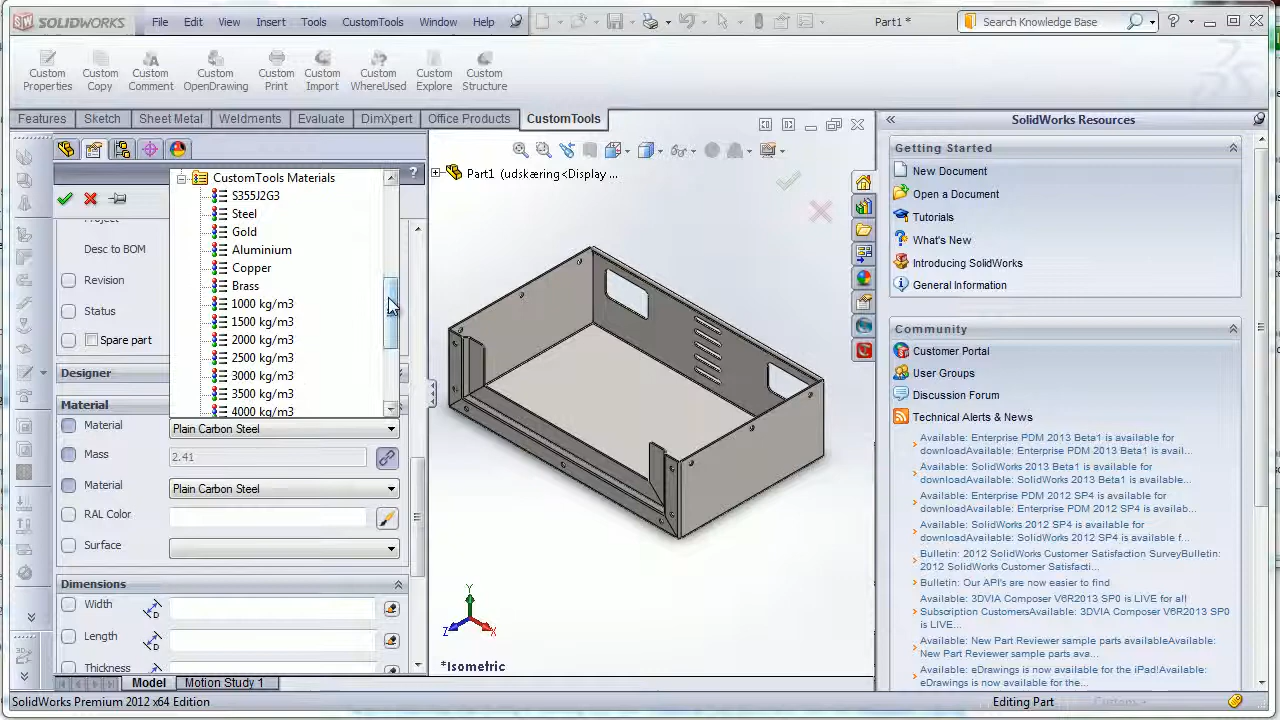 SOLIDWORKS File Edit View Insert Tools CustomTools Window Help Part1 * Search Knowledge Base ?
Custom Properties
Custom Copy
Custom Comment
Custom OpenDrawing
Custom Print
Custom Import
Custom WhereUsed
Custom Explore
Custom Structure
Features Sketch Sheet Metal Weldments Evaluate DimXpert Office Products CustomTools
?
CustomTools Materials
S355J2G3
Steel
Gold
Aluminium
Copper
Brass
1000 kg/m3
1500 kg/m3
2000 kg/m3
2500 kg/m3
3000 kg/m3
3500 kg/m3
4000 kg/m3
Project
Desc to BOM
Revision
Status
Spare part
Designer
Material
Material Plain Carbon Steel
Mass 2.41
Material Plain Carbon Steel
RAL Color
Surface
Dimensions
Width
Length
Thickness
Part1 (udskæring<Display ...
Y
Z
X
*Isometric
SolidWorks Resources
Getting Started
New Document
Open a Document
Tutorials
What's New
Introducing SolidWorks
General Information
Community
Customer Portal
User Groups
Discussion Forum
Technical Alerts & News
Available: Enterprise PDM 2013 Beta1 is available for
downloadAvailable: Enterprise PDM 2013 Beta1 is avail...
Available: SolidWorks 2013 Beta1 is available for
downloadAvailable: SolidWorks 2013 Beta1 is available...
Available: Enterprise PDM 2012 SP4 is available for
downloadAvailable: Enterprise PDM 2012 SP4 is availab...
Available: SolidWorks 2012 SP4 is available for
downloadAvailable: SolidWorks 2012 SP4 is available f...
Bulletin: 2012 SolidWorks Customer Satisfaction SurveyBulletin:
2012 SolidWorks Customer Satisfacti...
Bulletin: Our API's are now easier to find
Available: 3DVIA Composer V6R2013 SP0 is LIVE for all
Subscription CustomersAvailable: 3DVIA Composer V6R2013 SP0
is LIVE...
Available: New Part Reviewer sample parts availableAvailable:
New Part Reviewer sample parts ava...
Available: eDrawings is now available for the iPad!Available:
eDrawings is now available for the...
Model Motion Study 1
SolidWorks Premium 2012 x64 Edition Editing Part Custom